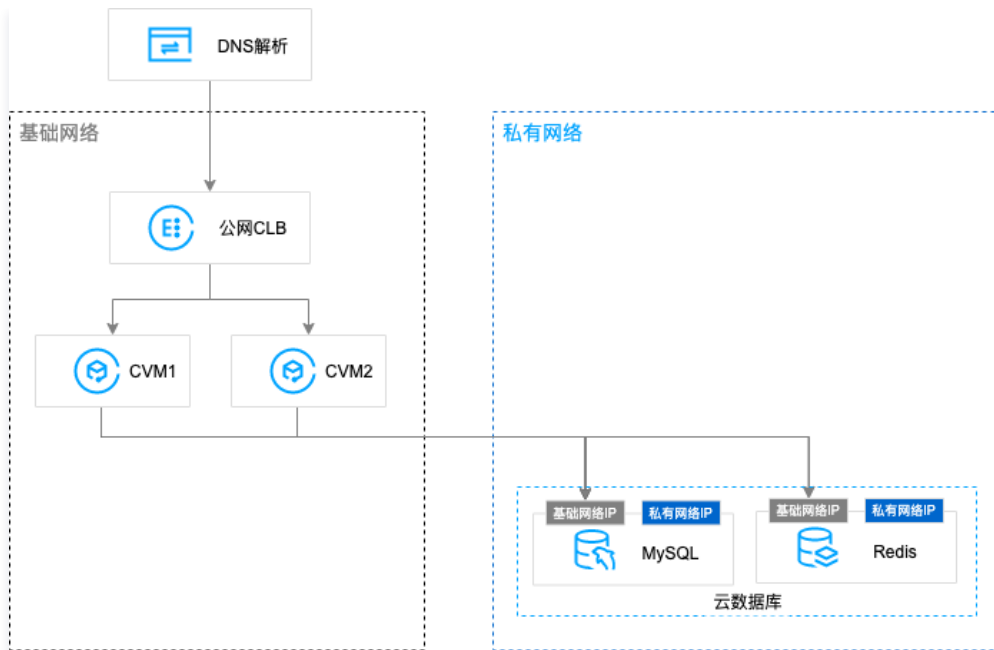 DNS解析
基础网络
私有网络
公网CLB
CVM1
CVM2
基础网络IP
私有网络IP
基础网络IP
私有网络IP
MySQL
Redis
云数据库